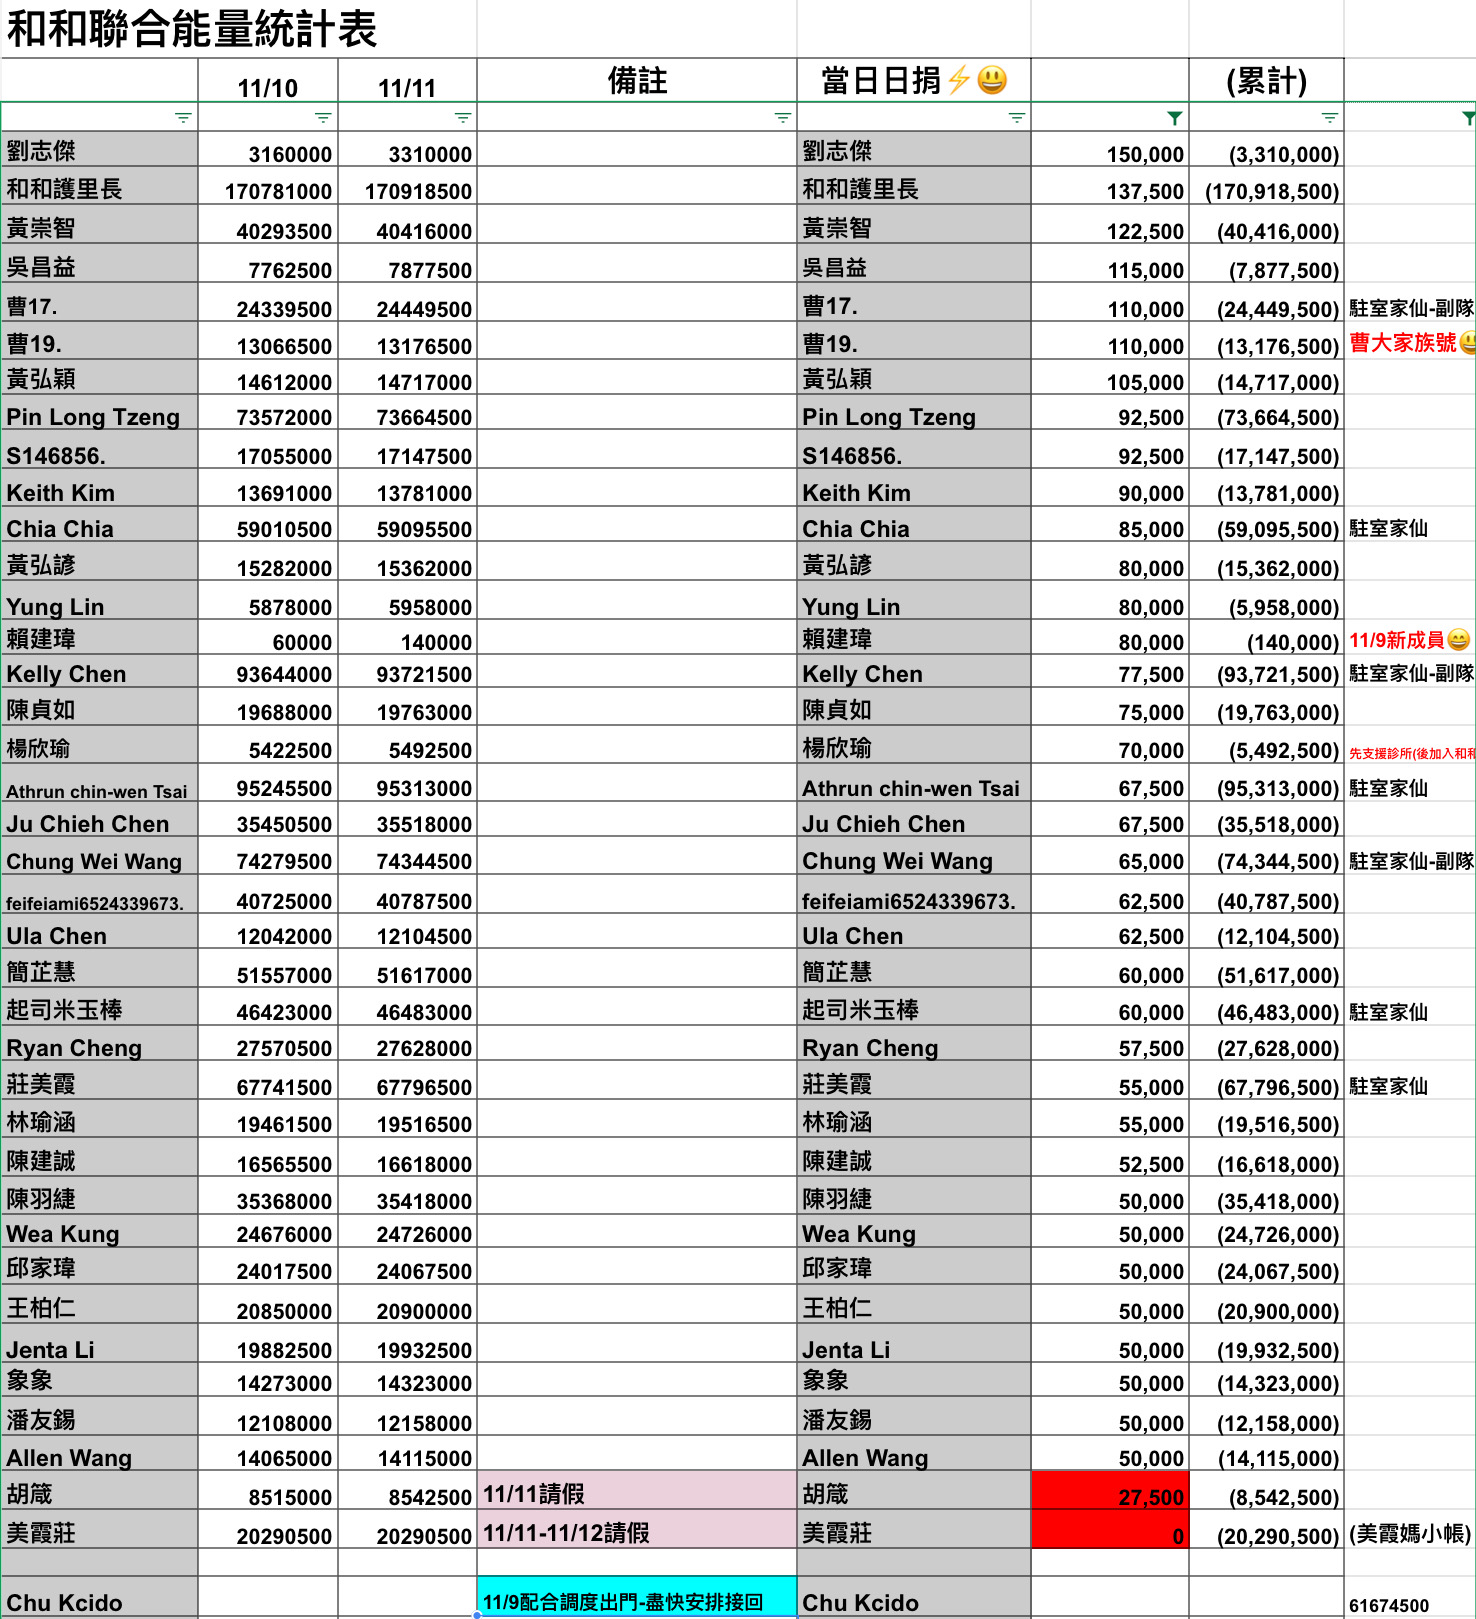 和和聯合能量統計表
11/10 11/11 備註 當日日捐⚡😃 (累計)
劉志傑 3160000 3310000 劉志傑 150,000 (3,310,000)
和和護里長 170781000 170918500 和和護里長 137,500 (170,918,500)
黃崇智 40293500 40416000 黃崇智 122,500 (40,416,000)
吳昌益 7762500 7877500 吳昌益 115,000 (7,877,500)
曹17. 24339500 24449500 曹17. 110,000 (24,449,500) 駐室家仙-副隊
曹19. 13066500 13176500 曹19. 110,000 (13,176,500) 曹大家族號😃
黃弘穎 14612000 14717000 黃弘穎 105,000 (14,717,000)
Pin Long Tzeng 73572000 73664500 Pin Long Tzeng 92,500 (73,664,500)
S146856. 17055000 17147500 S146856. 92,500 (17,147,500)
Keith Kim 13691000 13781000 Keith Kim 90,000 (13,781,000)
Chia Chia 59010500 59095500 Chia Chia 85,000 (59,095,500) 駐室家仙
黃弘諺 15282000 15362000 黃弘諺 80,000 (15,362,000)
Yung Lin 5878000 5958000 Yung Lin 80,000 (5,958,000)
賴建瑋 60000 140000 賴建瑋 80,000 (140,000) 11/9新成員😄
Kelly Chen 93644000 93721500 Kelly Chen 77,500 (93,721,500) 駐室家仙-副隊
陳貞如 19688000 19763000 陳貞如 75,000 (19,763,000)
楊欣瑜 5422500 5492500 楊欣瑜 70,000 (5,492,500) 先支援診所(後加入和和
Athrun chin-wen Tsai 95245500 95313000 Athrun chin-wen Tsai 67,500 (95,313,000) 駐室家仙
Ju Chieh Chen 35450500 35518000 Ju Chieh Chen 67,500 (35,518,000)
Chung Wei Wang 74279500 74344500 Chung Wei Wang 65,000 (74,344,500) 駐室家仙-副隊
feifeiami6524339673. 40725000 40787500 feifeiami6524339673. 62,500 (40,787,500)
Ula Chen 12042000 12104500 Ula Chen 62,500 (12,104,500)
簡芷慧 51557000 51617000 簡芷慧 60,000 (51,617,000)
起司米玉棒 46423000 46483000 起司米玉棒 60,000 (46,483,000) 駐室家仙
Ryan Cheng 27570500 27628000 Ryan Cheng 57,500 (27,628,000)
莊美霞 67741500 67796500 莊美霞 55,000 (67,796,500) 駐室家仙
林瑜涵 19461500 19516500 林瑜涵 55,000 (19,516,500)
陳建誠 16565500 16618000 陳建誠 52,500 (16,618,000)
陳羽緁 35368000 35418000 陳羽緁 50,000 (35,418,000)
Wea Kung 24676000 24726000 Wea Kung 50,000 (24,726,000)
邱家瑋 24017500 24067500 邱家瑋 50,000 (24,067,500)
王柏仁 20850000 20900000 王柏仁 50,000 (20,900,000)
Jenta Li 19882500 19932500 Jenta Li 50,000 (19,932,500)
象象 14273000 14323000 象象 50,000 (14,323,000)
潘友錫 12108000 12158000 潘友錫 50,000 (12,158,000)
Allen Wang 14065000 14115000 Allen Wang 50,000 (14,115,000)
胡箴 8515000 8542500 11/11請假 胡箴 27,500 (8,542,500)
美霞莊 20290500 20290500 11/11-11/12請假 美霞莊 0 (20,290,500) (美霞媽小帳)
Chu Kcido 11/9配合調度出門-盡快安排接回 Chu Kcido 61674500